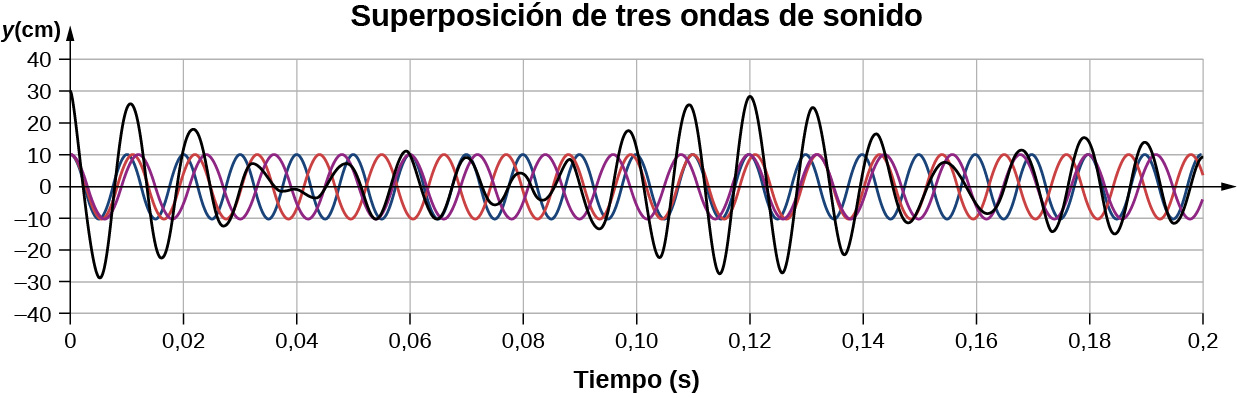 Superposición de tres ondas de sonido
y(cm)
40
30
20
10
0
–10
–20
–30
–40
0 0,02 0,04 0,06 0,08 0,10 0,12 0,14 0,16 0,18 0,2
Tiempo (s)